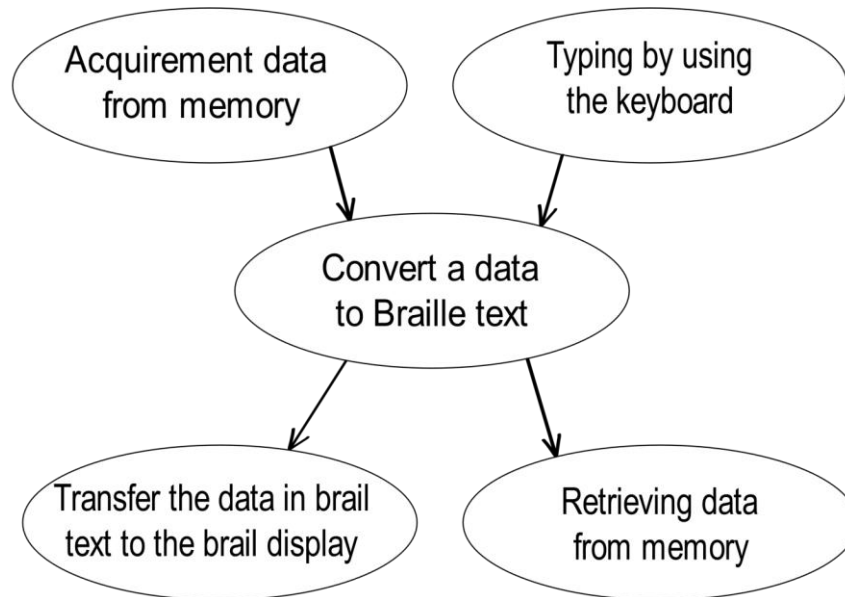 Acquirement data
from memory
Typing by using
the keyboard
Convert a data
to Braille text
Transfer the data in brail
text to the brail display
Retrieving data
from memory